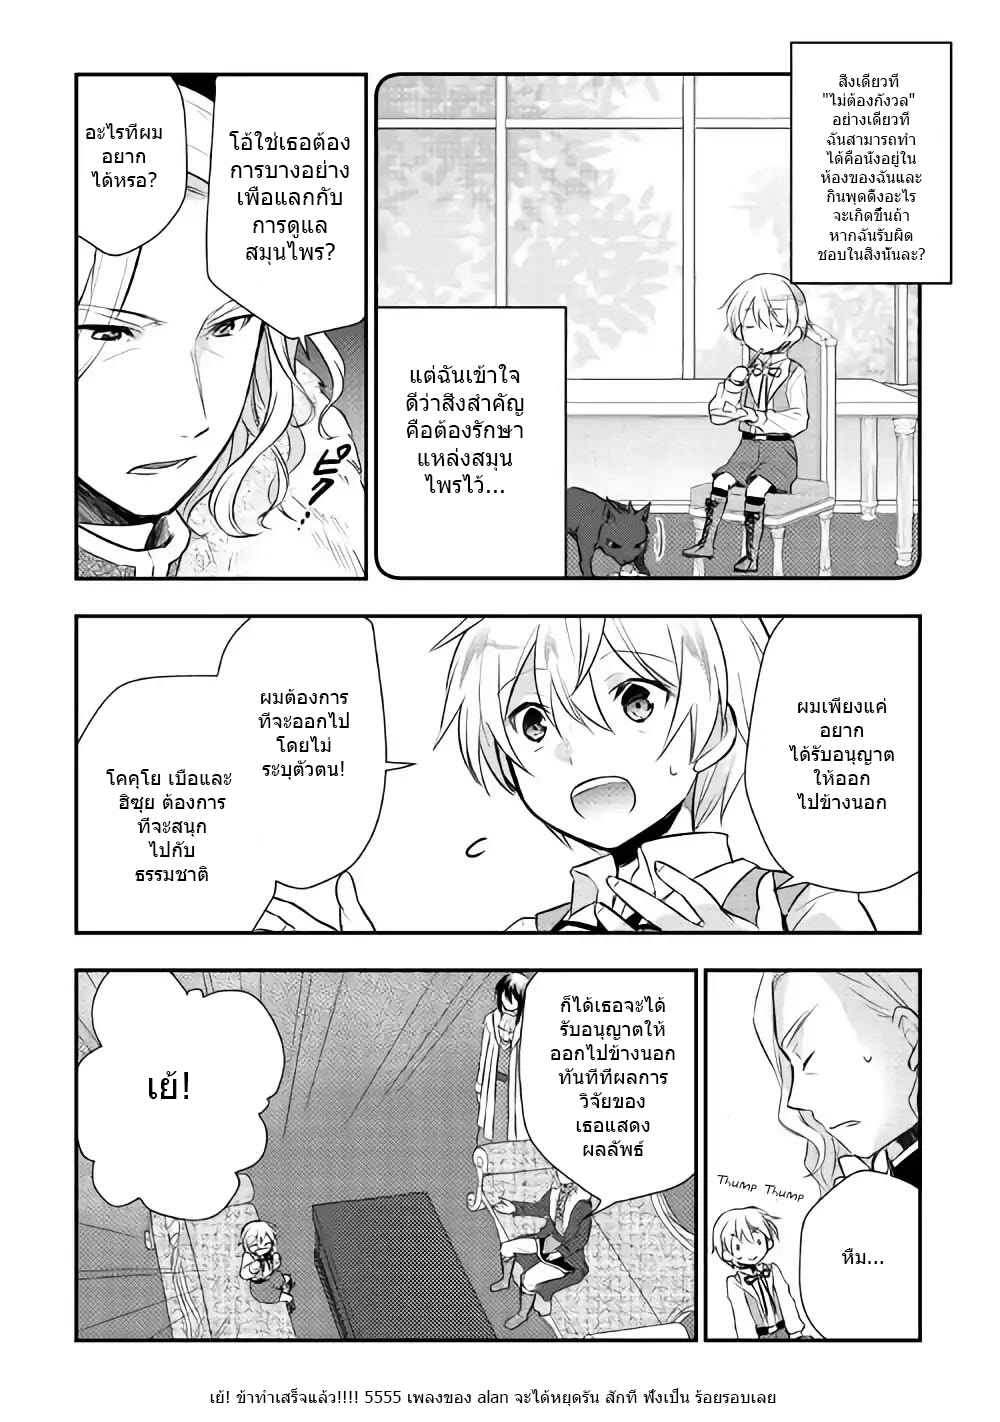 สิงเดียวที
"ไม่ต้องกังวล"
อย่างเดียวที
ฉันสามารถทำ
ได้คือนังอยู่ใน
ห้องของฉันและ
กินพุดดิ้งอะไร
จะเกิดขึ้นถ้า
หากฉันรับผิด
ชอบในสิงนั้นละ?
แต่ฉันเข้าใจ
ดีว่าสิงสำคัญ
คือต้องรักษา
แหล่งสมุน
ไพรไว้...
โอ้ใช่เธอต้อง
การบางอย่าง
เพือแลกกับ
การดูแล
สมุนไพร?
อะไรทีผม
อยาก
ได้หรอ?
ピクッ…
ผมเพียงแค่
อยาก
ได้รับอนุญาต
ให้ออก
ไปข้างนอก
ผมต้องการ
ทีจะออกไป
โดยไม่
ระบุตัวตน!
โคคุโย เบือและ
ฮิซุย ต้องการ
ทีจะสนุก
ไปกับ
ธรรมชาติ
Thump Thump
หืม...
ก็ได้เธอจะได้
รับอนุญาตให้
ออกไปข้างนอก
ทันทีทีผลการ
วิจัยของ
เธอแสดง
ผลลัพธ์
เย้!
เย้! ข้าทำเสร็จแล้ว!!!! 5555 เพลงของ alan จะได้หยุดรัน สักที ฟังเป็น ร้อยรอบเลย